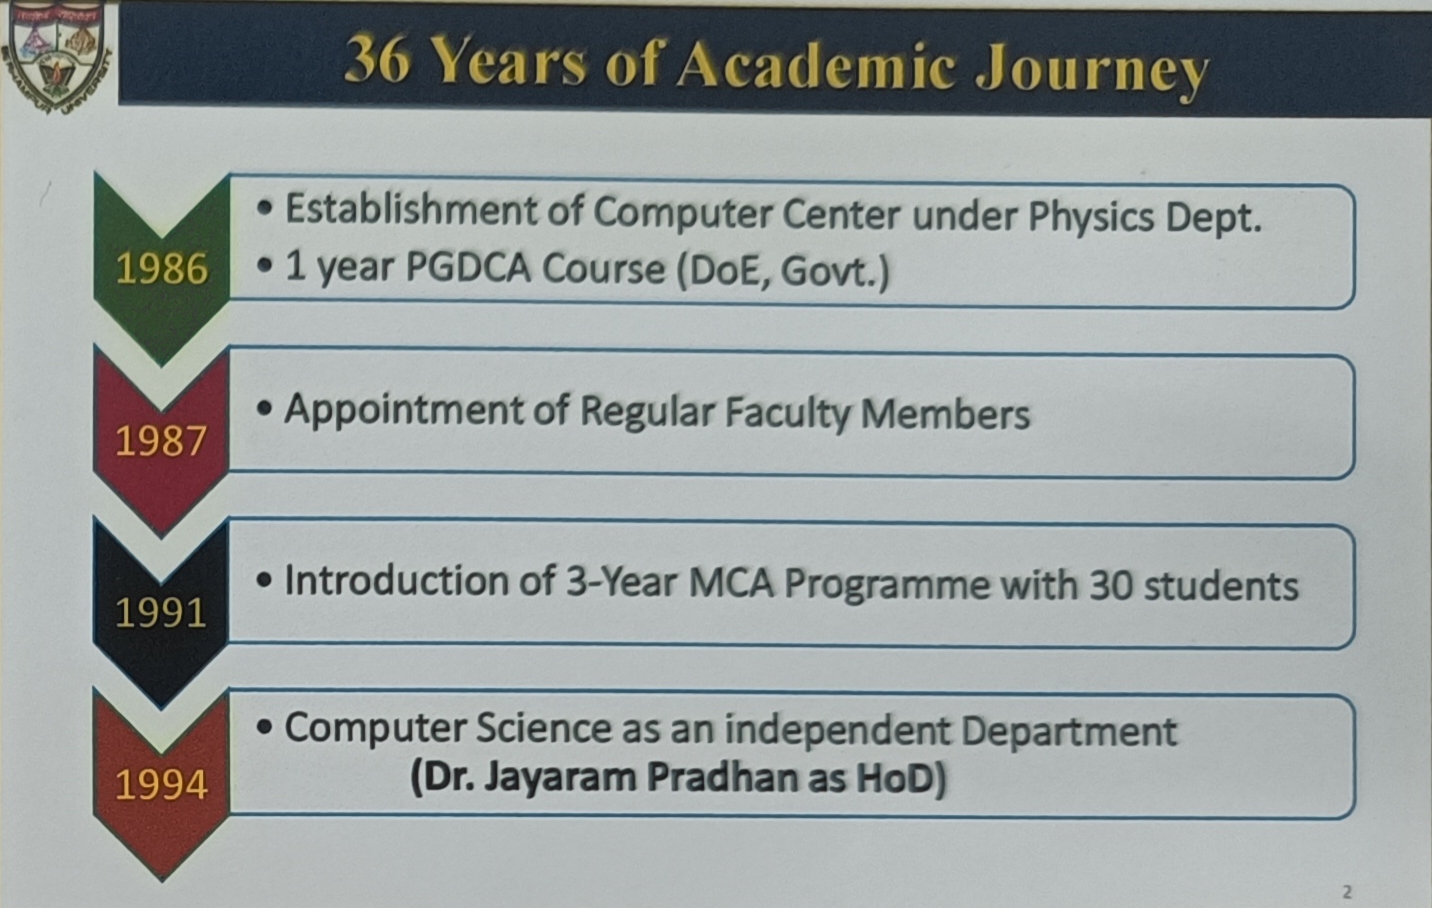 BERHAMPUR UNIVERSITY
36 Years of Academic Journey
1986
• Establishment of Computer Center under Physics Dept.
• 1 year PGDCA Course (DoE, Govt.)
1987
• Appointment of Regular Faculty Members
1991
• Introduction of 3-Year MCA Programme with 30 students
1994
• Computer Science as an independent Department
(Dr. Jayaram Pradhan as HoD)
2